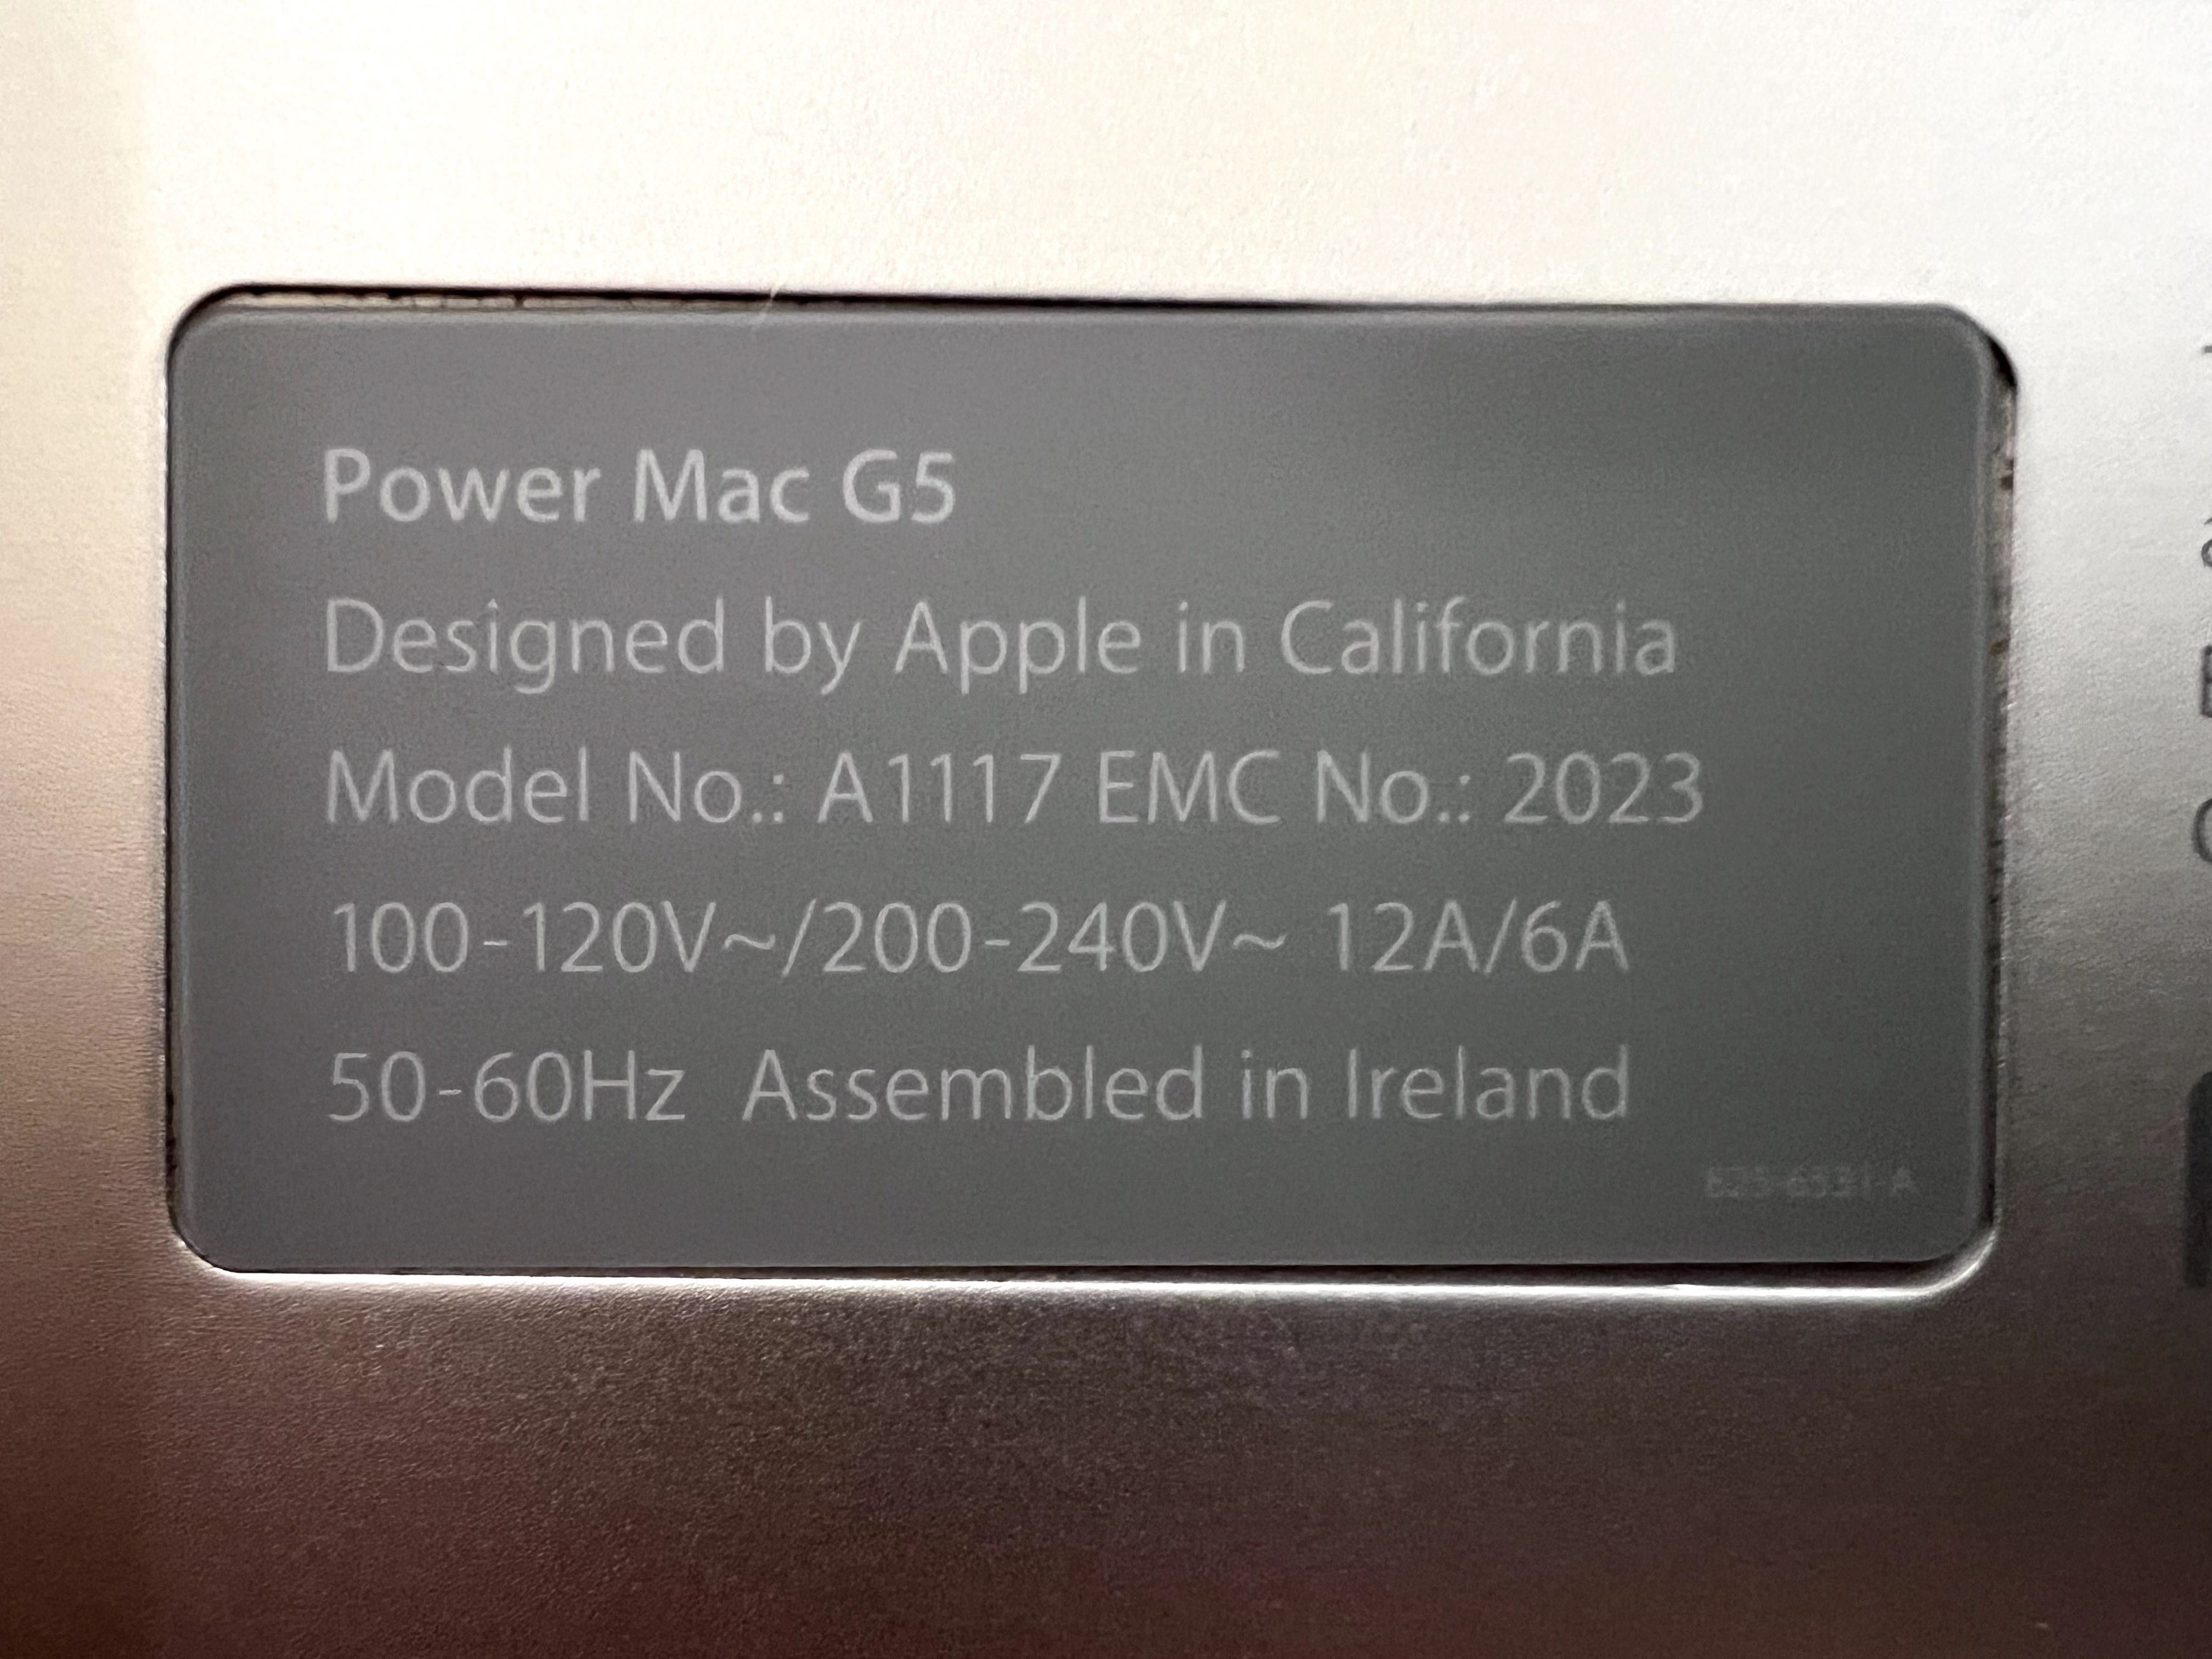 Power Mac G5
Designed by Apple in California
Model No.: A1117 EMC No.: 2023
100-120V~/200-240V~ 12A/6A
50-60Hz  Assembled in Ireland